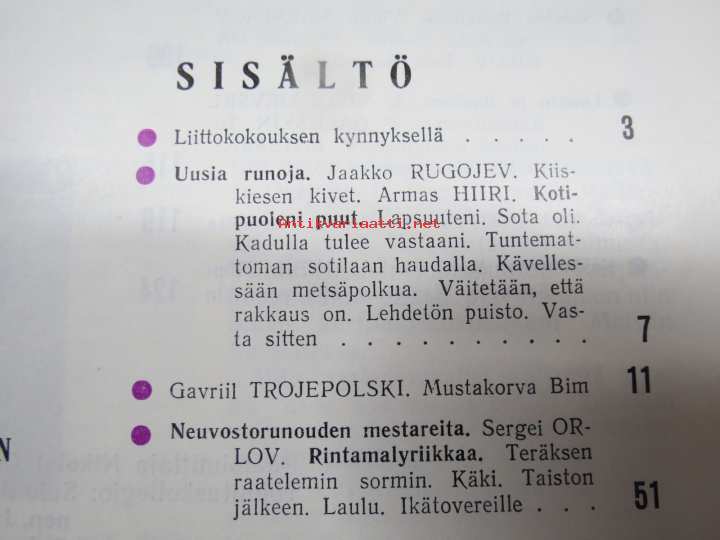 SISÄLTÖ
Liittokokouksen kynnyksellä . . . . . 3
Uusia runoja. Jaakko RUGOJEV. Kiis-
kiesen kivet. Armas HIIRI. Koti-
puoleni puut. Lapsuuteni. Sota oli.
Antikvariaatti.net
Kadulla tulee vastaani. Tuntemat-
toman sotilaan haudalla. Kävelles-
sään metsäpolkua. Väitetään, että
rakkaus on. Lehdetön puisto. Vas-
ta sitten . . . . . . . . . . 7
Gavriil TROJEPOLSKI. Mustakorva Bim 11
Neuvostorunouden mestareita. Sergei OR-
LOV. Rintamalyriikkaa. Teräksen
raatelemin sormin. Käki. Taiston
jälkeen. Laulu. Ikätovereille . . . 51
N